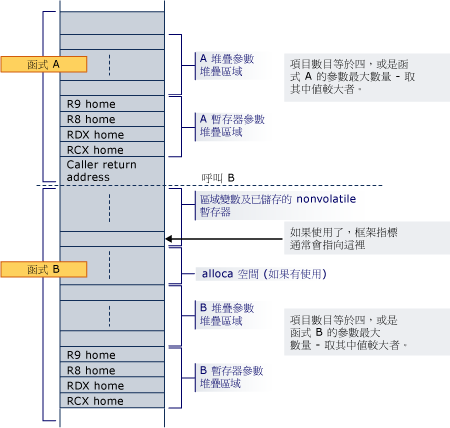 函式 A
A 堆疊參數
堆疊區域
項目數目等於四，或是函
式 A 的參數最大數量 - 取
其中值較大者。
R9 home
R8 home
RDX home
RCX home
A 暫存器參數
堆疊區域
Caller return
address
呼叫 B
區域變數及已儲存的 nonvolatile
暫存器
如果使用了，框架指標
通常會指向這裡
函式 B
alloca 空間 (如果有使用)
B 堆疊參數
堆疊區域
項目數目等於四，或是
函式 B 的參數最大
數量 - 取其中值較大者。
R9 home
R8 home
RDX home
RCX home
B 暫存器參數
堆疊區域